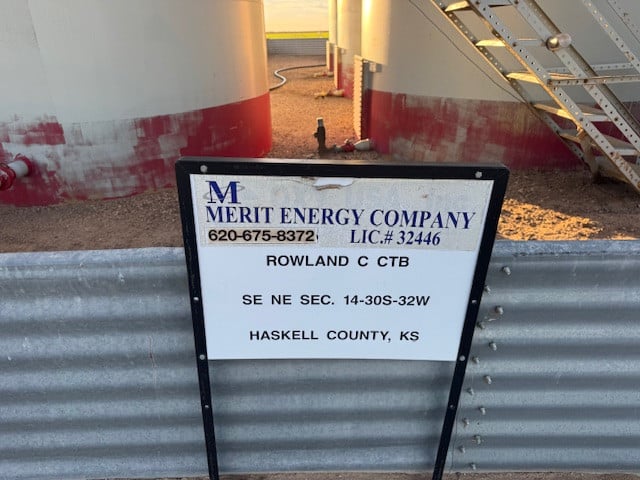 M
MERIT ENERGY COMPANY
620-675-8372 LIC.# 32446
ROWLAND C CTB
SE NE SEC. 14-30S-32W
HASKELL COUNTY, KS